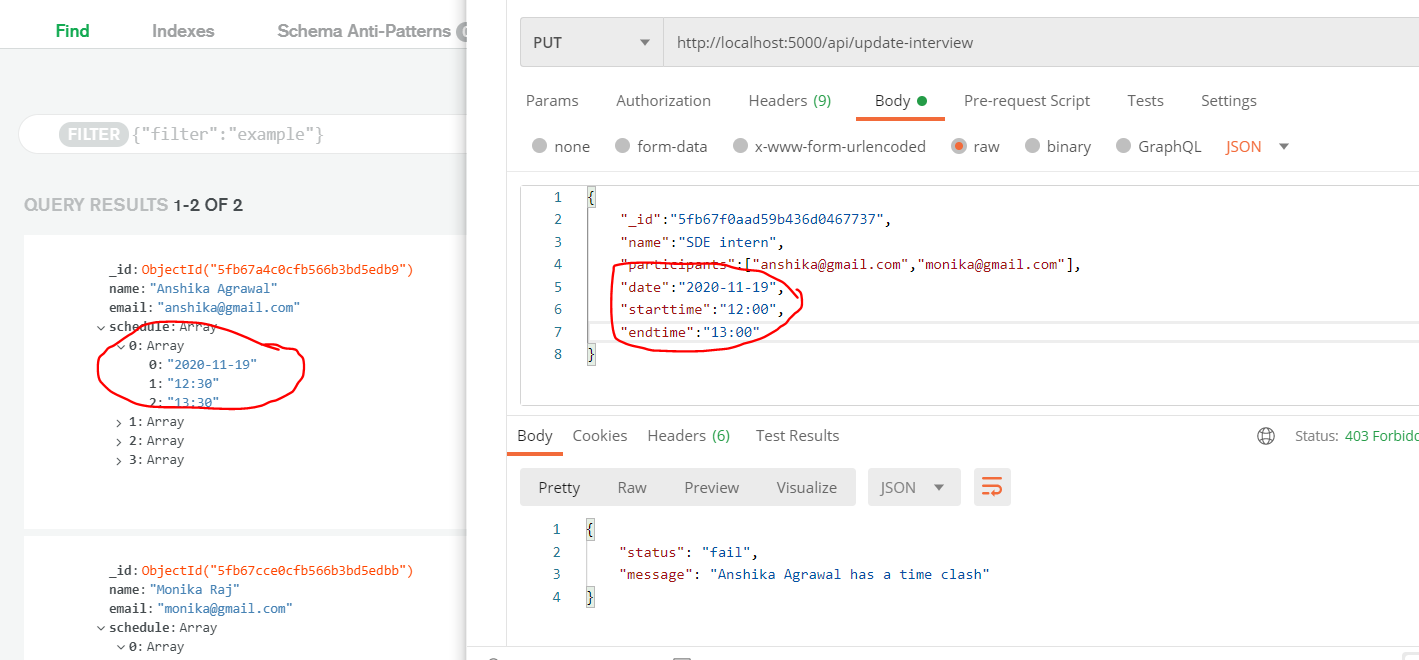 Find Indexes Schema Anti-Patterns
FILTER {"filter":"example"}
QUERY RESULTS 1-2 OF 2
_id: ObjectId("5fb67a4c0cfb566b3bd5edb9")
name: "Anshika Agrawal"
email: "anshika@gmail.com"
schedule: Array
0: Array
0: "2020-11-19"
1: "12:30"
2: "13:30"
1: Array
2: Array
3: Array
_id: ObjectId("5fb67cce0cfb566b3bd5edbb")
name: "Monika Raj"
email: "monika@gmail.com"
schedule: Array
0: Array
PUT http://localhost:5000/api/update-interview
Params Authorization Headers (9) Body Pre-request Script Tests Settings
none form-data x-www-form-urlencoded raw binary GraphQL JSON
1 {
2 "_id":"5fb67f0aad59b436d0467737",
3 "name":"SDE intern",
4 "participants":["anshika@gmail.com","monika@gmail.com"],
5 "date":"2020-11-19",
6 "starttime":"12:00",
7 "endtime":"13:00"
8 }
Body Cookies Headers (6) Test Results Status: 403 Forbidd
Pretty Raw Preview Visualize JSON
1 {
2 "status": "fail",
3 "message": "Anshika Agrawal has a time clash"
4 }